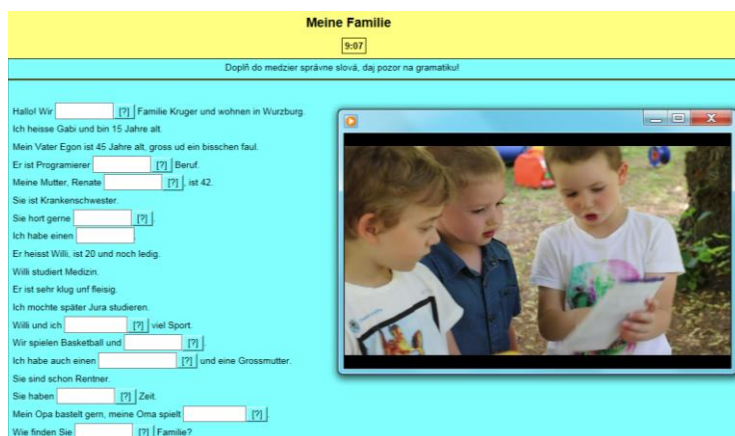 Meine Familie
9:07
Doplň do medzier správne slová, daj pozor na gramatiku!
Hallo! Wir [?] Familie Kruger und wohnen in Wurzburg.
Ich heisse Gabi und bin 15 Jahre alt.
Mein Vater Egon ist 45 Jahre alt, gross ud ein bisschen faul.
Er ist Programierer [?] Beruf.
Meine Mutter, Renate [?], ist 42.
Sie ist Krankenschwester.
Sie hort gerne [?].
Ich habe einen .
Er heisst Willi, ist 20 und noch ledig.
Willi studiert Medizin.
Er ist sehr klug unf fleisig.
Ich mochte später Jura studieren.
Willi und ich [?] viel Sport.
Wir spielen Basketball und [?].
Ich habe auch einen [?] und eine Grossmutter.
Sie sind schon Rentner.
Sie haben [?] Zeit.
Mein Opa bastelt gern, meine Oma spielt [?].
Wie finden Sie [?] Familie?